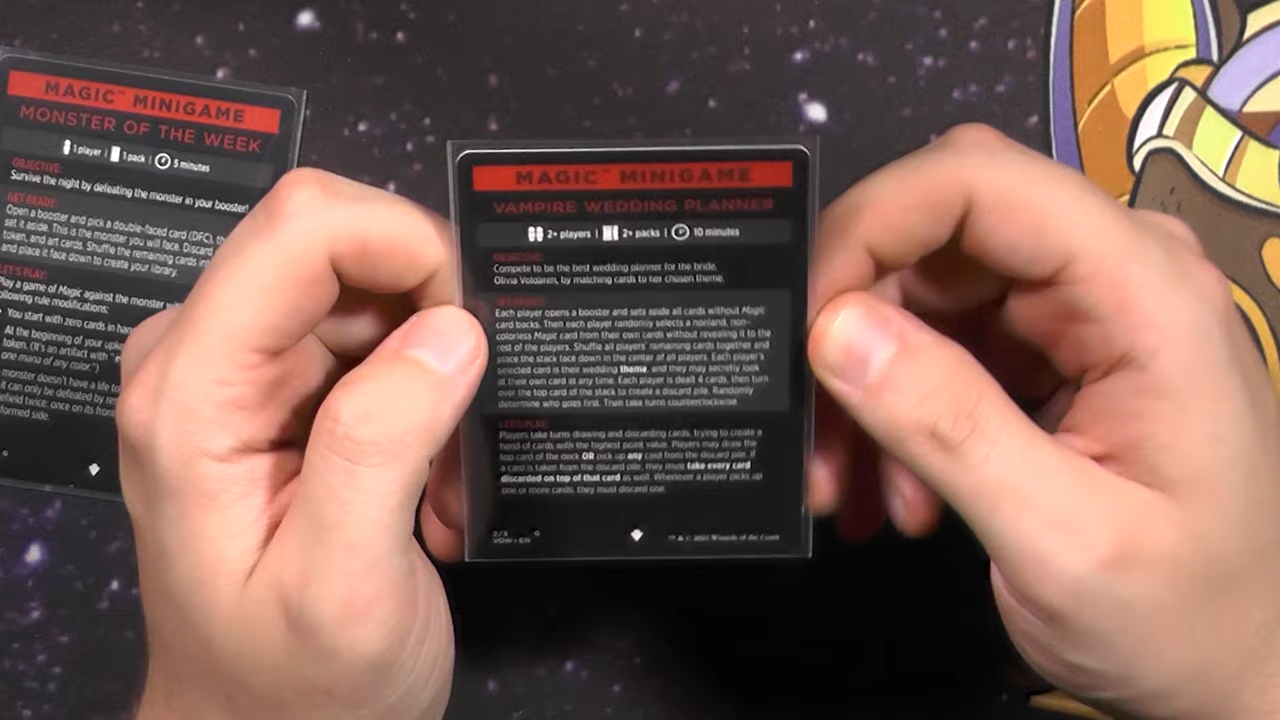 MAGIC™ MINIGAME
MONSTER OF THE WEEK
1 player | 1 pack | 5 minutes
OBJECTIVE:
Survive the night by defeating the monster in your booster!
GET READY:
Open a booster and pick a double-faced card (DFC),
set it aside. This is the monster you will face. Discard
token, and art cards. Shuffle the remaining cards
and place it face down to create your library.
LET'S PLAY:
Play a game of Magic against the monster
following rule modifications:
You start with zero cards in
At the beginning of your
token. (It's an artifact with
one mana of any color.")
monster doesn't have a life
it can only be defeated by
twice: once on its
side.
MAGIC™ MINIGAME
VAMPIRE WEDDING PLANNER
2+ players | 2+ packs | 10 minutes
OBJECTIVE:
Compete to be the best wedding planner for the bride,
Olivia Voldaren, by matching cards to her chosen theme.
GET READY:
Each player opens a booster and sets aside all cards without Magic
card backs. Then each player randomly selects a nonland, non-
colorless Magic card from their own cards without revealing it to the
rest of the players. Shuffle all players' remaining cards together and
place the stack face down in the center of all players. Each player's
selected card is their wedding theme, and they may secretly look
at their own card at any time. Each player is dealt 4 cards, then turn
over the top card of the stack to create a discard pile. Randomly
determine who goes first. Then take turns counterclockwise.
LET'S PLAY:
Players take turns drawing and discarding cards, trying to create a
hand of cards with the highest point value. Players may draw the
top card of the deck OR pick up any card from the discard pile. If
a card is taken from the discard pile, they must take every card
discarded on top of that card as well. Whenever a player picks up
one or more cards, they must discard one.
VOW • EN
™ & © 2021 Wizards of the Coast